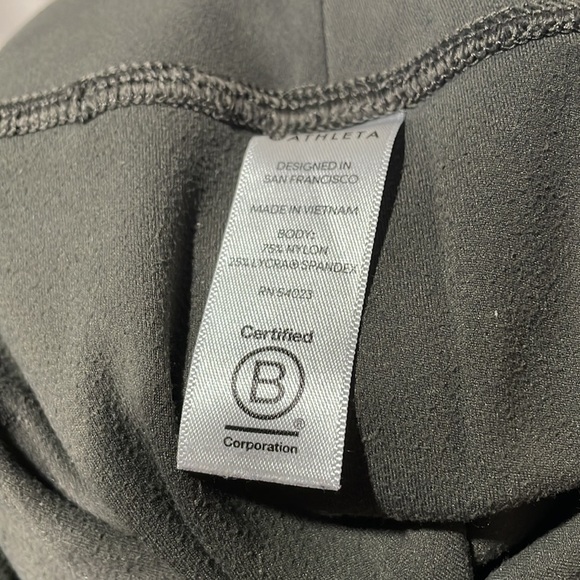 ATHLETA
DESIGNED IN
SAN FRANCISCO
MADE IN VIETNAM
BODY:
75% NYLON
25% LYCRA® SPANDEX
RN 54023
Certified
B
®
Corporation